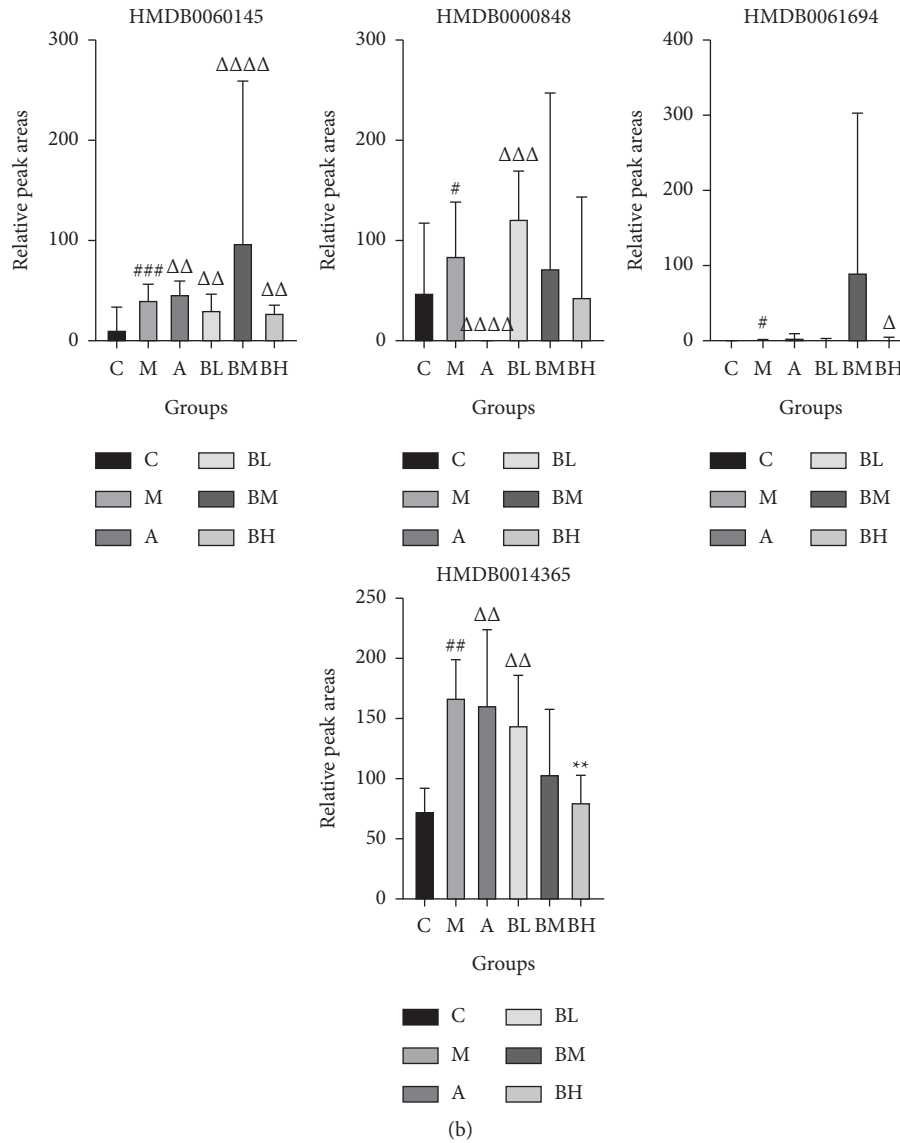 HMDB0060145
300
200
100
0
Relative peak areas
###
ΔΔ
ΔΔ
ΔΔΔΔ
ΔΔ
C M A BL BM BH
Groups
C BL
M BM
A BH
HMDB0000848
300
200
100
0
Relative peak areas
#
ΔΔΔΔ
ΔΔΔ
C M A BL BM BH
Groups
C BL
M BM
A BH
HMDB0061694
400
300
200
100
0
Relative peak areas
#
Δ
C M A BL BM BH
Groups
C BL
M BM
A BH
HMDB0014365
250
200
150
100
50
0
Relative peak areas
##
ΔΔ
ΔΔ
**
C M A BL BM BH
Groups
C BL
M BM
A BH
(b)